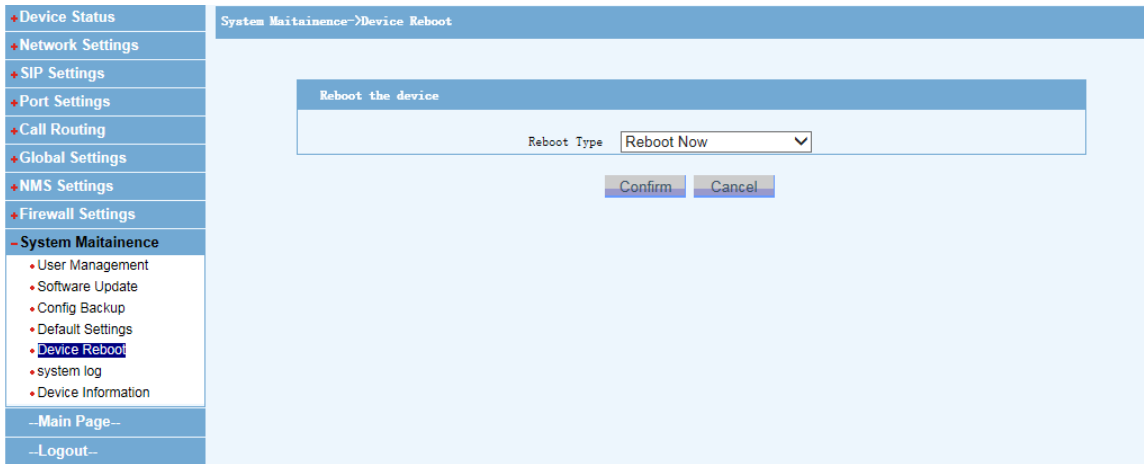 +Device Status
+Network Settings
+SIP Settings
+Port Settings
+Call Routing
+Global Settings
+NMS Settings
+Firewall Settings
-System Maitainence
User Management
Software Update
Config Backup
Default Settings
Device Reboot
system log
Device Information
--Main Page--
--Logout--
System Maitainence->Device Reboot
Reboot the device
Reboot Type Reboot Now
Confirm Cancel